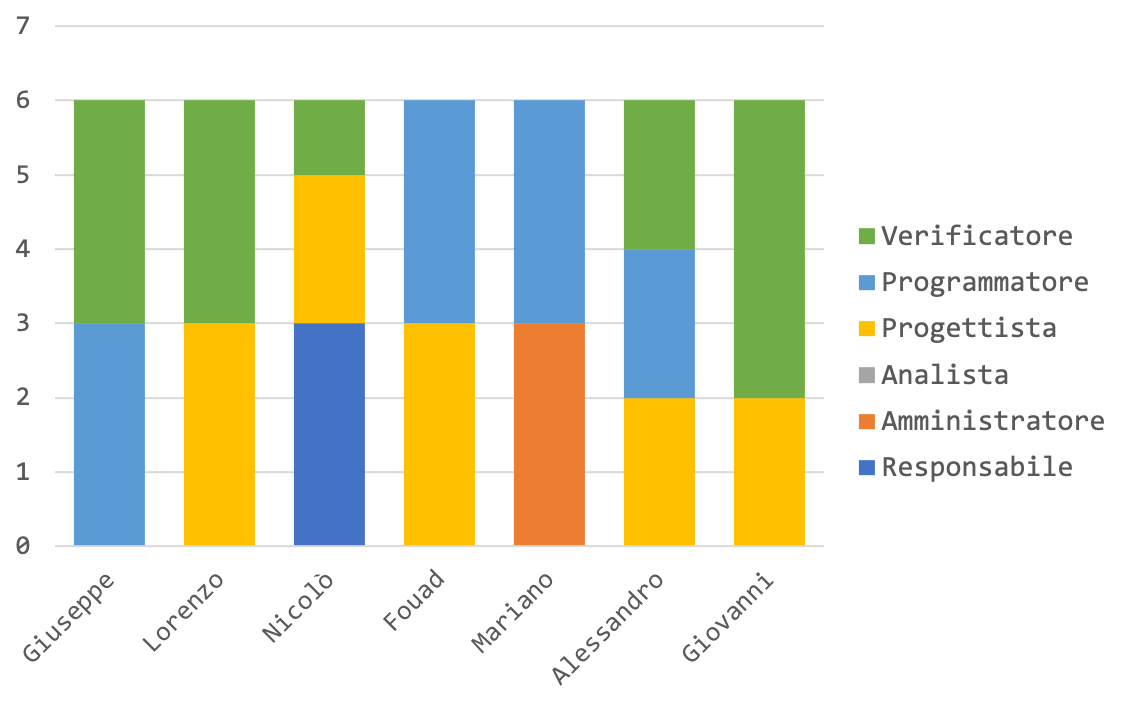 7
6
5
4
3
2
1
0
Giuseppe
Lorenzo
Nicolò
Fouad
Mariano
Alessandro
Giovanni
Verificatore
Programmatore
Progettista
Analista
Amministratore
Responsabile